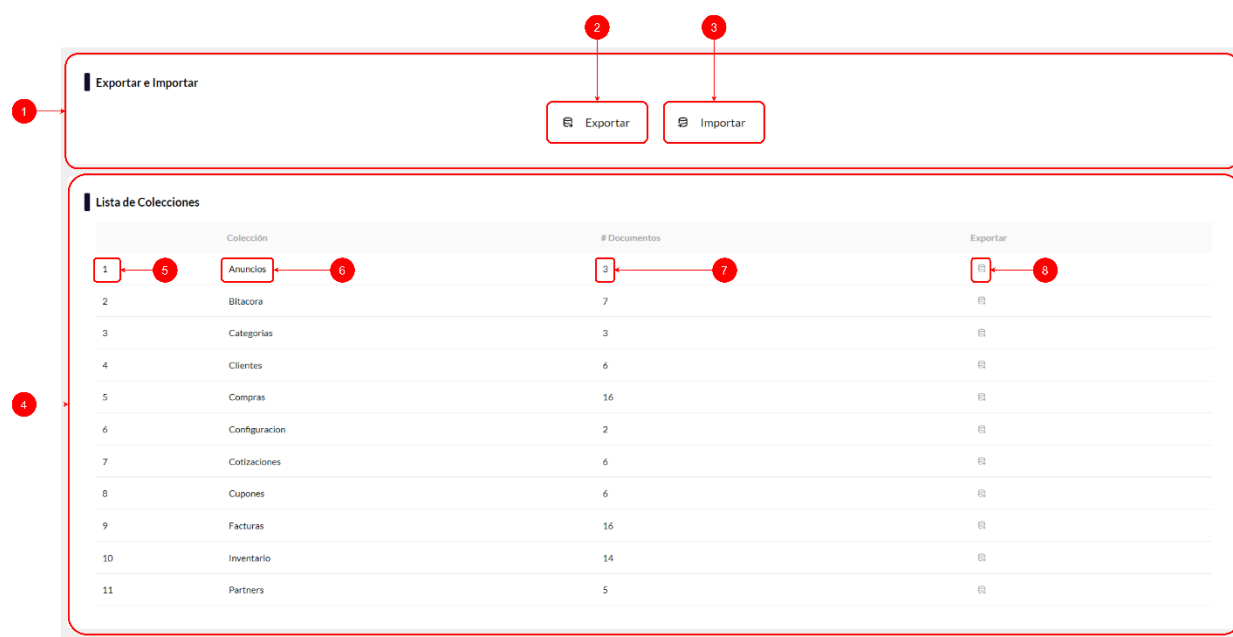 2 3
Exportar e Importar
1
Exportar Importar
Lista de Colecciones
Colección # Documentos Exportar
1 5 Anuncios 6 3 7 8
2 Bitacora 7
3 Categorias 3
4 Clientes 6
4
5 Compras 16
6 Configuracion 2
7 Cotizaciones 6
8 Cupones 6
9 Facturas 16
10 Inventario 14
11 Partners 5